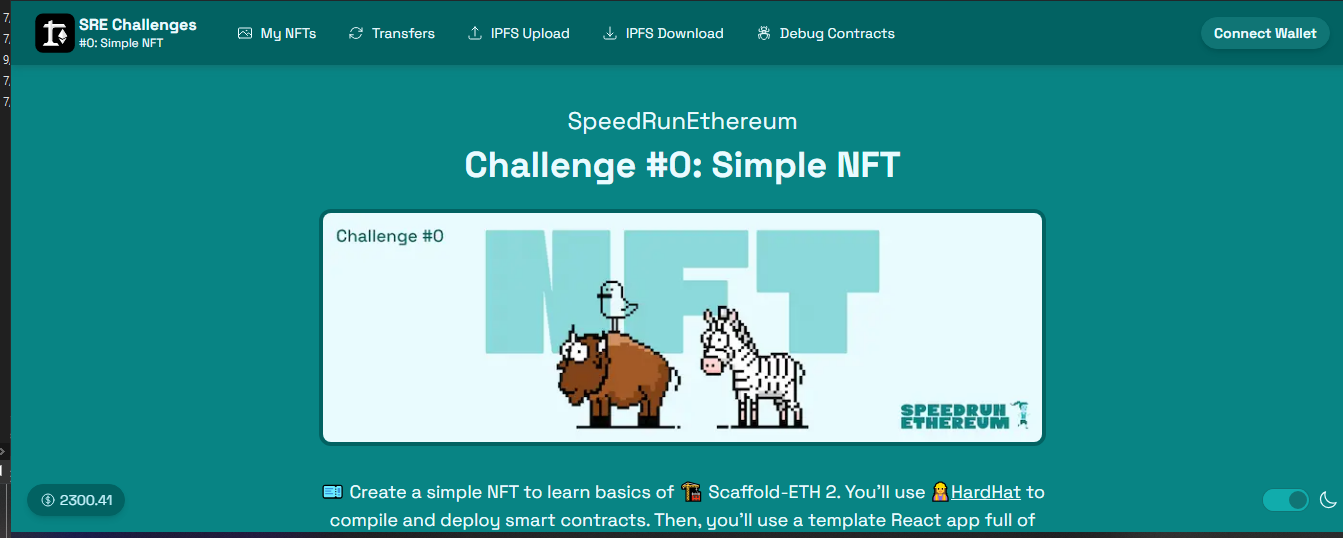 SRE Challenges
#0: Simple NFT
My NFTs
Transfers
IPFS Upload
IPFS Download
Debug Contracts
Connect Wallet
SpeedRunEthereum
Challenge #0: Simple NFT
Challenge #0
NFT
SPEEDRUN
ETHEREUM
2300.41
Create a simple NFT to learn basics of 🏗 Scaffold-ETH 2. You'll use 👷‍♀️HardHat to
compile and deploy smart contracts. Then, you'll use a template React app full of